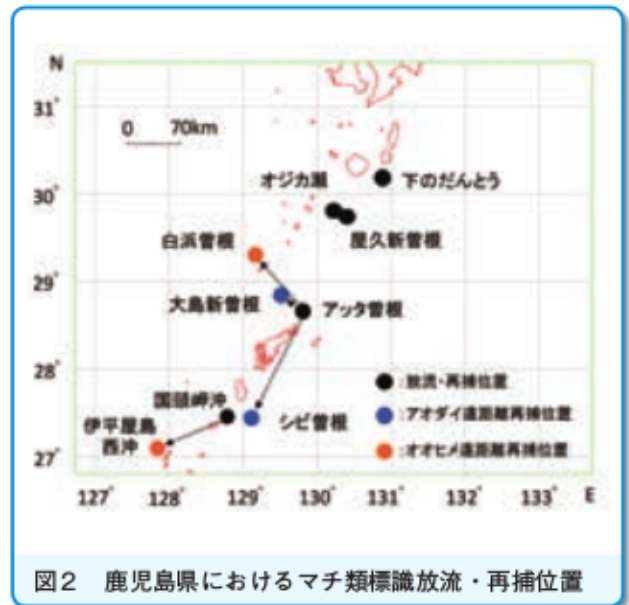 N
31°
0 70km
オジカ瀬
下のだんとう
30°
屋久新曽根
白浜曽根
29°
大島新曽根
アッタ曽根
28°
●:放流・再捕位置
国頭岬沖
シビ曽根
●:アオダイ遠距離再捕位置
伊平屋島
西沖
●:オオヒメ遠距離再捕位置
27°
127° 128° 129° 130° 131° 132° 133° E
図2 鹿児島県におけるマチ類標識放流・再捕位置